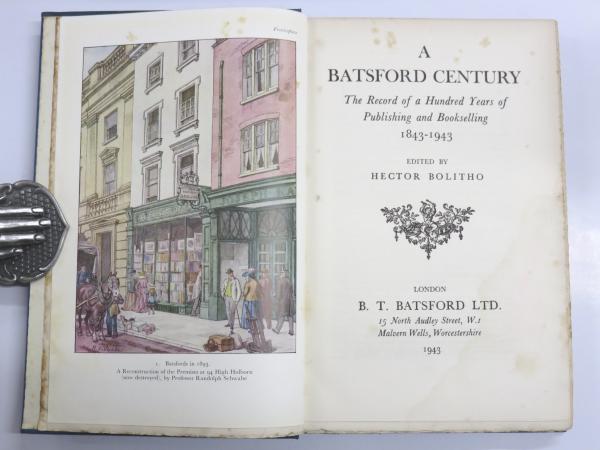 Frontispiece
1. Batsfords in 1893.
A Reconstruction of the Premises at 94 High Holborn
(now destroyed), by Professor Randolph Schwabe
A
BATSFORD CENTURY
The Record of a Hundred Years of
Publishing and Bookselling
1843-1943
EDITED BY
HECTOR BOLITHO
LONDON
B. T. BATSFORD LTD.
15 North Audley Street, W.1
Malvern Wells, Worcestershire
1943